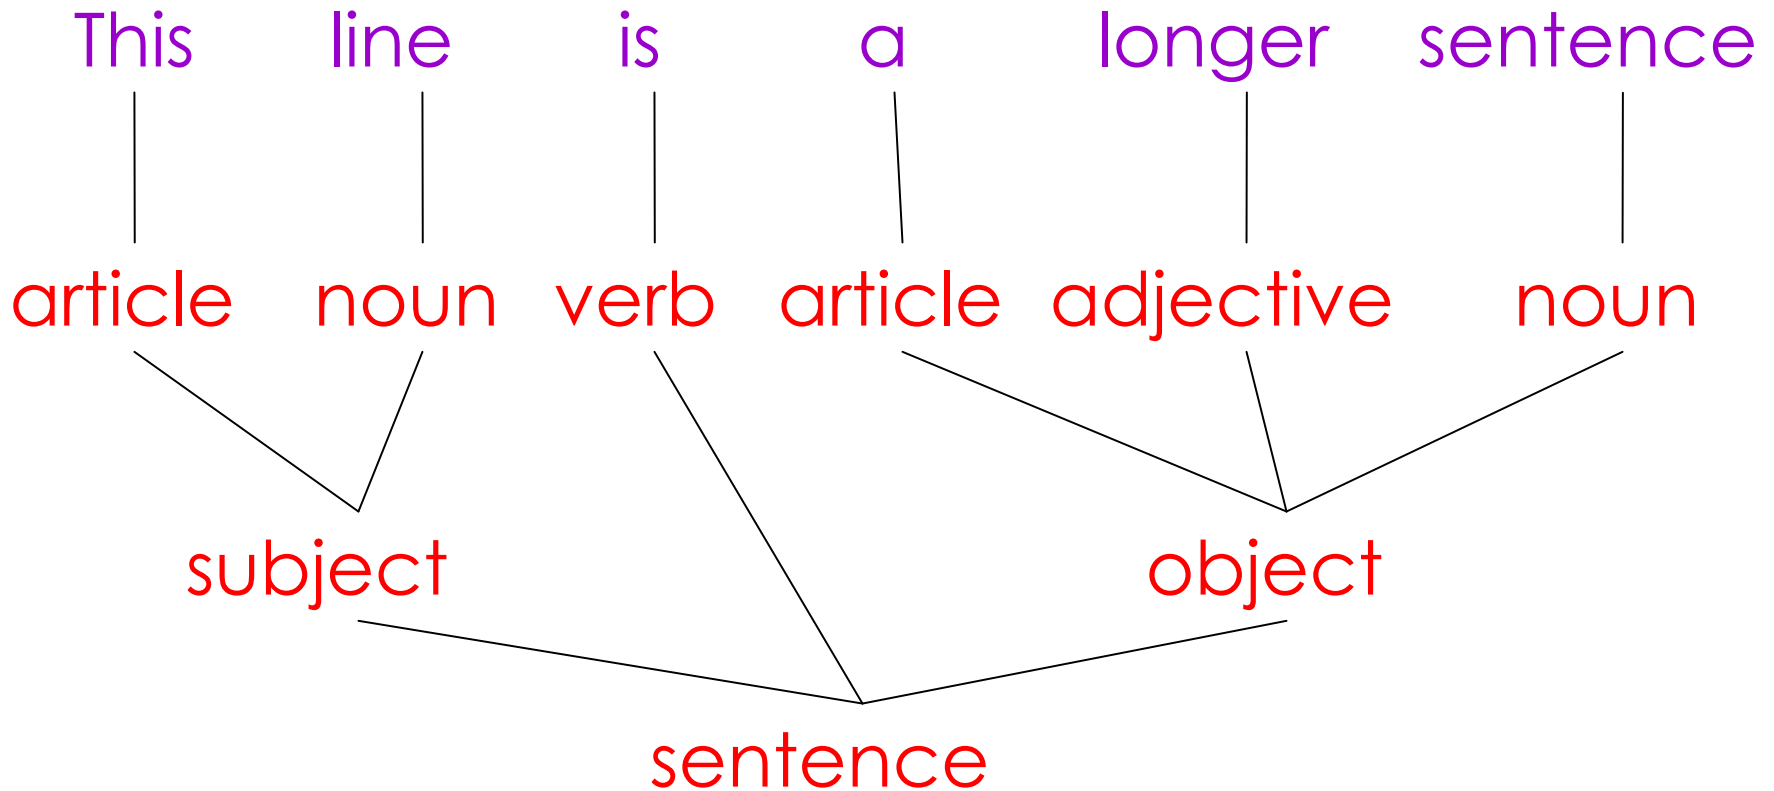 This line is a longer sentence
article noun verb article adjective noun
subject object
sentence